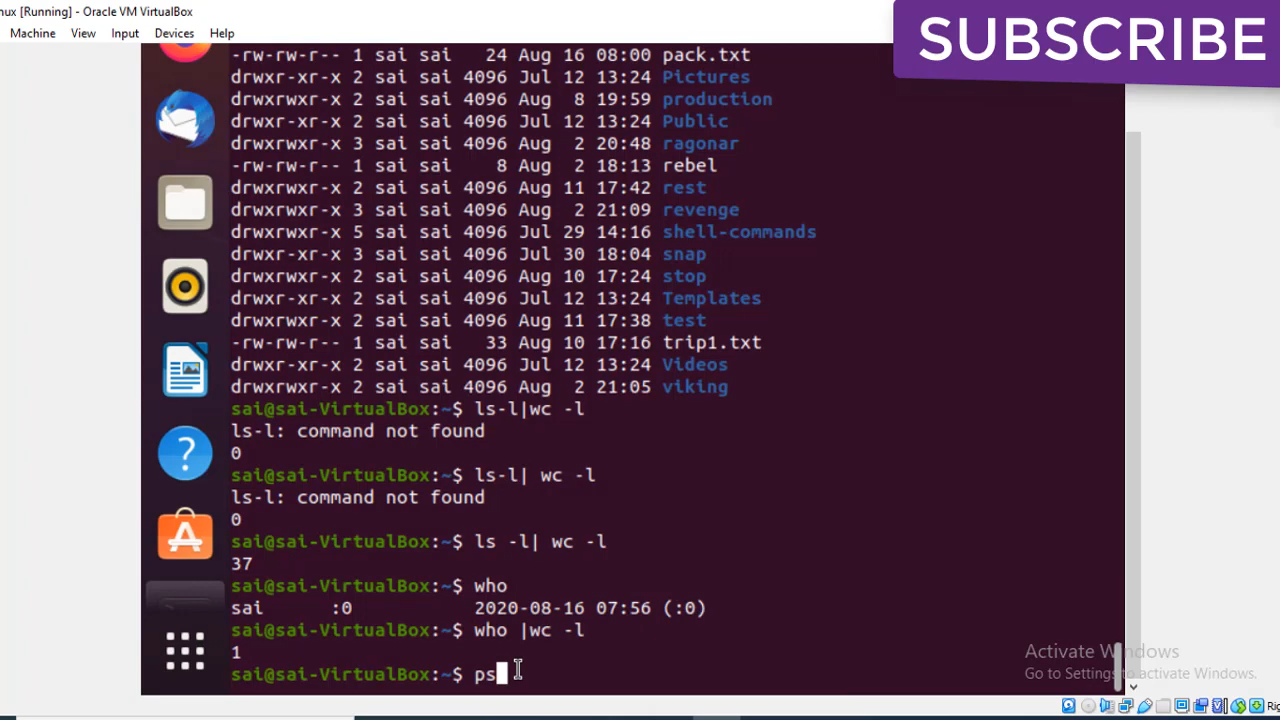 nux [Running] - Oracle VM VirtualBox
Machine View Input Devices Help
SUBSCRIBE
-rw-rw-r-- 1 sai sai 24 Aug 16 08:00 pack.txt
drwxr-xr-x 2 sai sai 4096 Jul 12 13:24 Pictures
drwxrwxr-x 2 sai sai 4096 Aug 8 19:59 production
drwxr-xr-x 2 sai sai 4096 Jul 12 13:24 Public
drwxrwxr-x 3 sai sai 4096 Aug 2 20:48 ragonar
-rw-rw-r-- 1 sai sai 8 Aug 2 18:13 rebel
drwxrwxr-x 2 sai sai 4096 Aug 11 17:42 rest
drwxrwxr-x 3 sai sai 4096 Aug 2 21:09 revenge
drwxrwxr-x 5 sai sai 4096 Jul 29 14:16 shell-commands
drwxr-xr-x 3 sai sai 4096 Jul 30 18:04 snap
drwxrwxr-x 2 sai sai 4096 Aug 10 17:24 stop
drwxr-xr-x 2 sai sai 4096 Jul 12 13:24 Templates
drwxrwxr-x 2 sai sai 4096 Aug 11 17:38 test
-rw-rw-r-- 1 sai sai 33 Aug 10 17:16 trip1.txt
drwxr-xr-x 2 sai sai 4096 Jul 12 13:24 Videos
drwxrwxr-x 2 sai sai 4096 Aug 2 21:05 viking
sai@sai-VirtualBox:~$ ls-l|wc -l
ls-l: command not found
0
sai@sai-VirtualBox:~$ ls-l| wc -l
ls-l: command not found
0
sai@sai-VirtualBox:~$ ls -l| wc -l
37
sai@sai-VirtualBox:~$ who
sai :0 2020-08-16 07:56 (:0)
sai@sai-VirtualBox:~$ who |wc -l
1
sai@sai-VirtualBox:~$ ps
Activate Windows
Go to Settings to activate Windows.
Rig